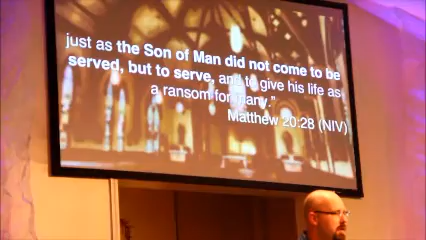 just as the Son of Man did not come to be
served, but to serve, and to give his life as
a ransom for many."
Matthew 20:28 (NIV)